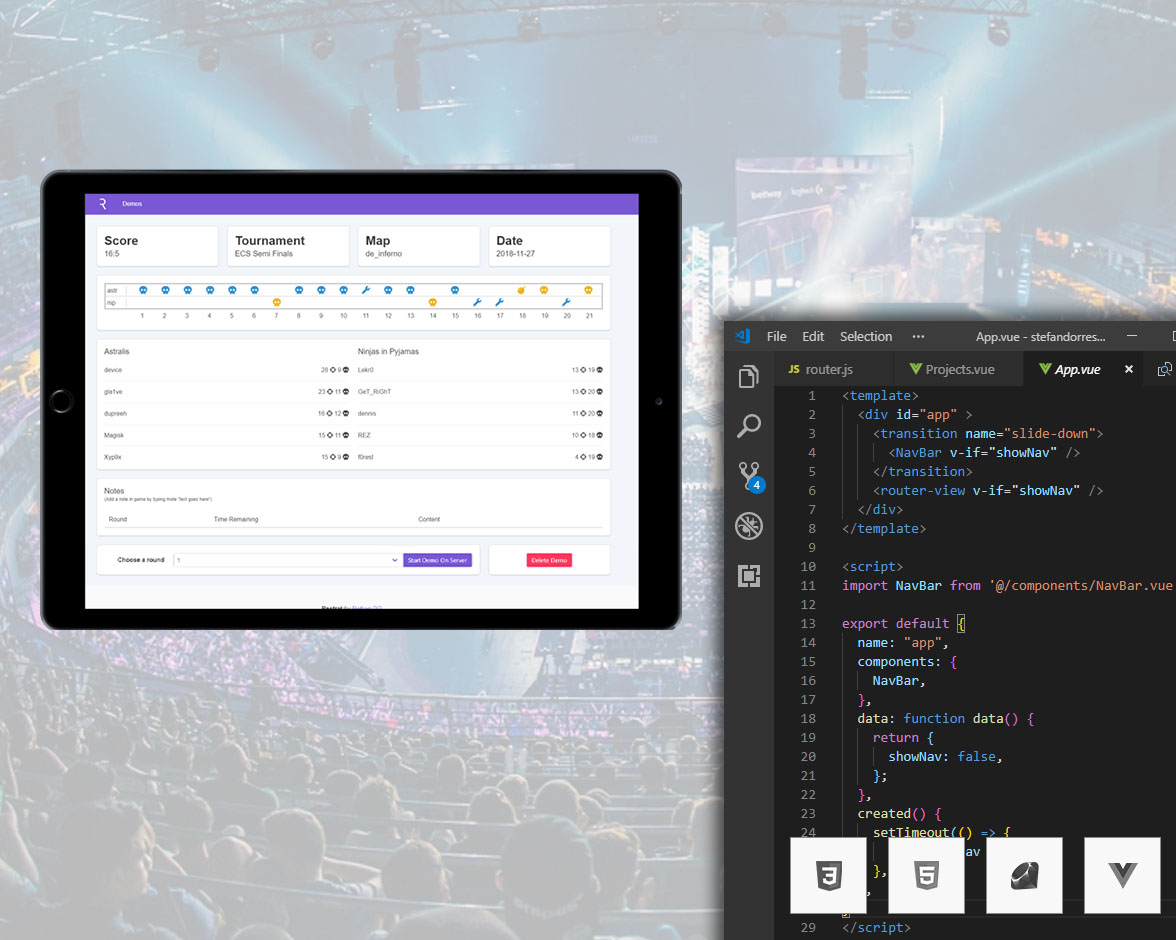 betway
logitech
R Demos
Score
16:5
Tournament
ECS Semi Finals
Map
de_inferno
Date
2018-11-27
astr
nip
1 2 3 4 5 6 7 8 9 10 11 12 13 14 15 16 17 18 19 20 21
Astralis Ninjas in Pyjamas
device 28 9 Lekr0 13 19
gla1ve 23 11 GeT_RiGhT 13 20
dupreeh 16 12 dennis 11 20
Magisk 15 11 REZ 10 18
Xyp9x 15 9 f0rest 4 19
Notes
(Add a note in game by typing !note "text goes here")
Round Time Remaining Content
Choose a round 1 Start Demo On Server Delete Demo
File Edit Selection ··· App.vue - stefandorres...
JS router.js Projects.vue App.vue ×
4
1 <template>
2 <div id="app" >
3 <transition name="slide-down">
4 <NavBar v-if="showNav" />
5 </transition>
6 <router-view v-if="showNav" />
7 </div>
8 </template>
9
10 <script>
11 import NavBar from '@/components/NavBar.vue
12
13 export default {
14 name: "app",
15 components: {
16 NavBar,
17 },
18 data: function data() {
19 return {
20 showNav: false,
21 };
22 },
23 created() {
24 setTimeout(() => {
av
},
,
29 </script>
3 5